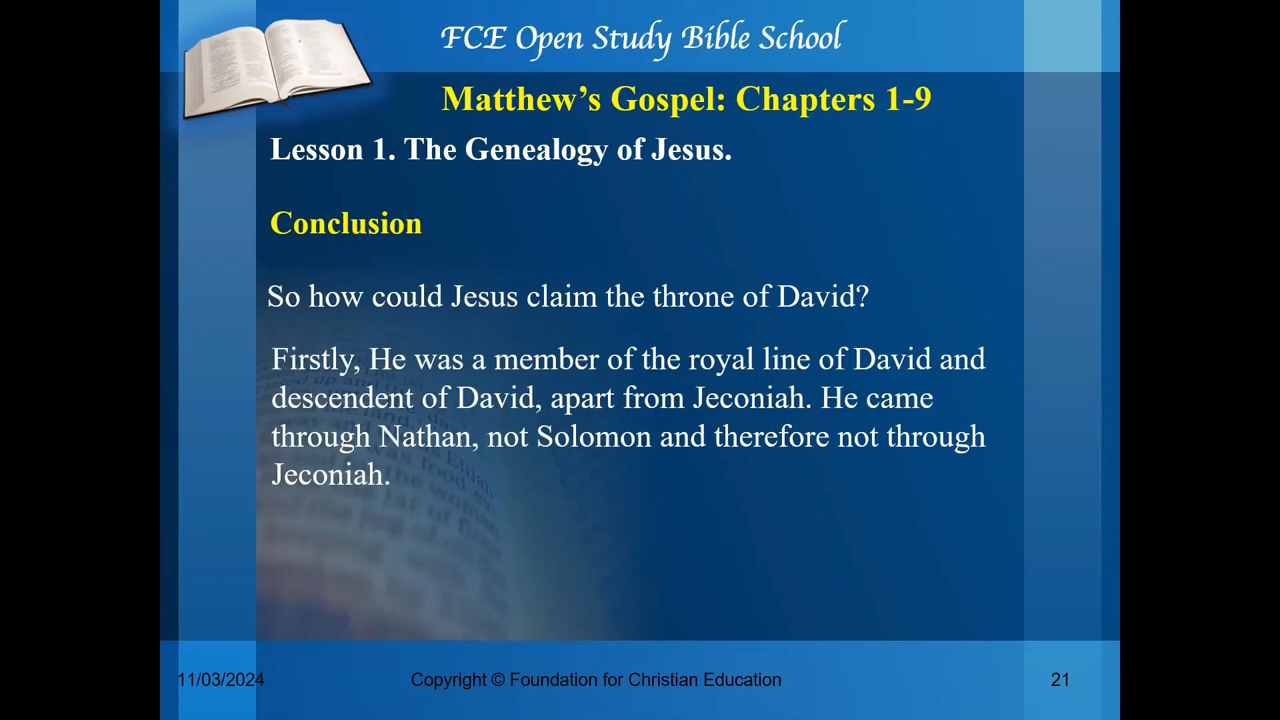 FCE Open Study Bible School
Matthew’s Gospel: Chapters 1-9
Lesson 1. The Genealogy of Jesus.
Conclusion
So how could Jesus claim the throne of David?
Firstly, He was a member of the royal line of David and
descendent of David, apart from Jeconiah. He came
through Nathan, not Solomon and therefore not through
Jeconiah.
11/03/2024
Copyright © Foundation for Christian Education
21